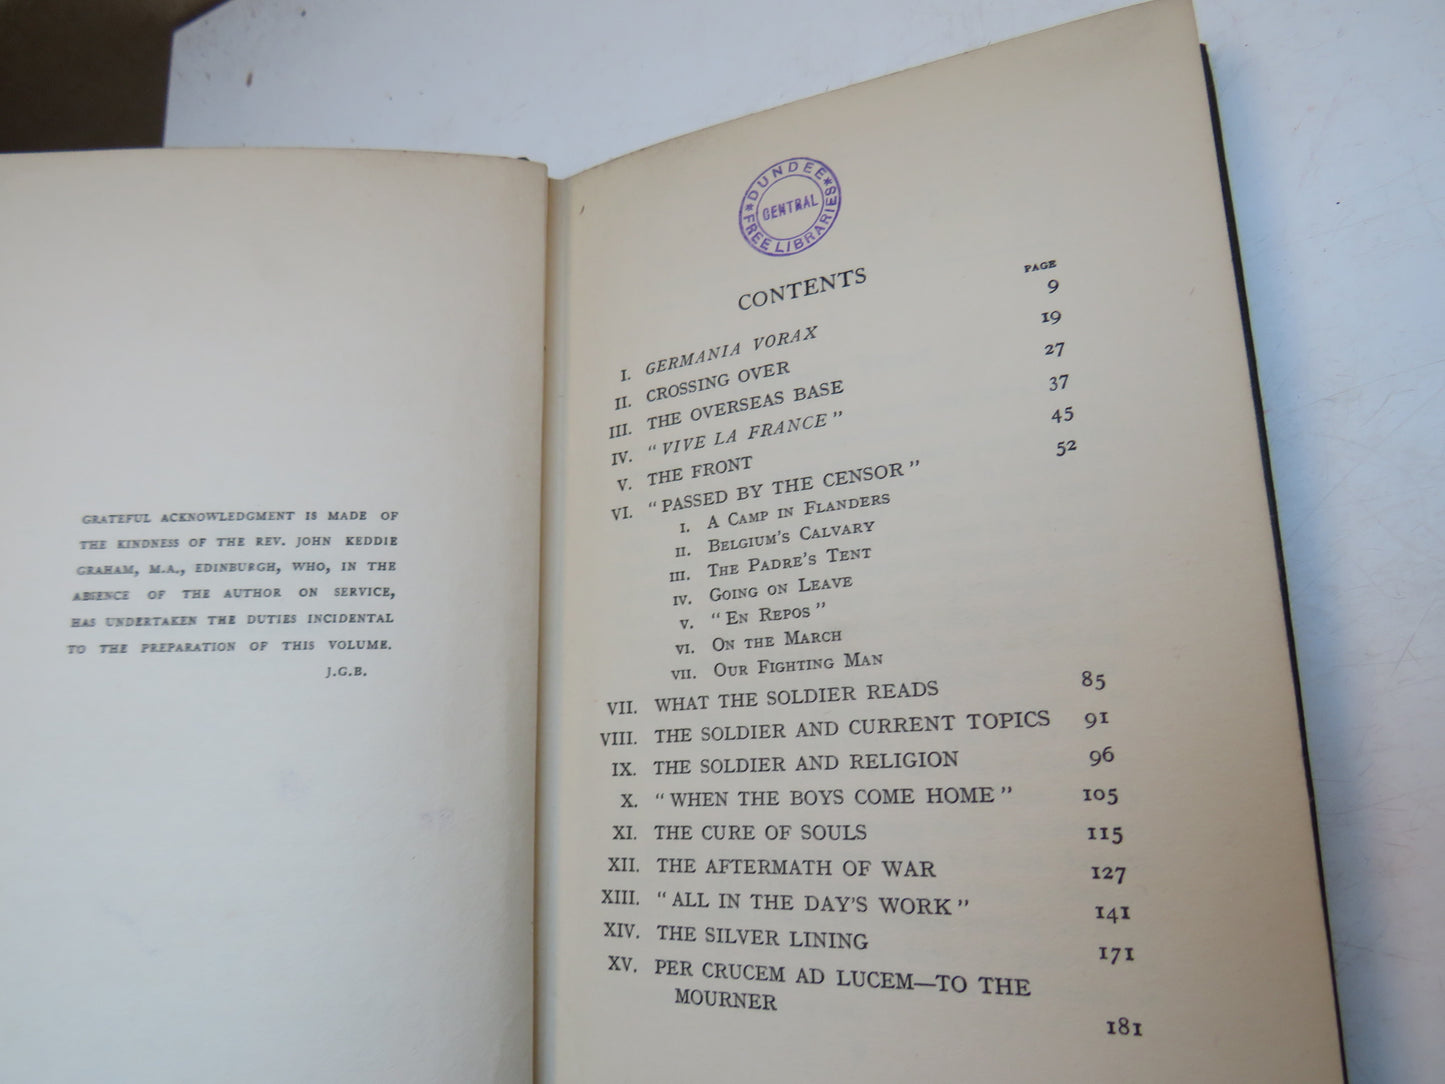 GRATEFUL ACKNOWLEDGMENT IS MADE OF
THE KINDNESS OF THE REV. JOHN KEDDIE
GRAHAM, M.A., EDINBURGH, WHO, IN THE
ABSENCE OF THE AUTHOR ON SERVICE,
HAS UNDERTAKEN THE DUTIES INCIDENTAL
TO THE PREPARATION OF THIS VOLUME.
J.G.B.
*DUNDEE*
CENTRAL
FREE LIBRARIES
CONTENTS
PAGE
I. GERMANIA VORAX 9
II. CROSSING OVER 19
III. THE OVERSEAS BASE 27
IV. "VIVE LA FRANCE" 37
V. THE FRONT 45
VI. "PASSED BY THE CENSOR" 52
I. A CAMP IN FLANDERS
II. BELGIUM'S CALVARY
III. THE PADRE'S TENT
IV. GOING ON LEAVE
V. "EN REPOS"
VI. ON THE MARCH
VII. OUR FIGHTING MAN
VII. WHAT THE SOLDIER READS 85
VIII. THE SOLDIER AND CURRENT TOPICS 91
IX. THE SOLDIER AND RELIGION 96
X. "WHEN THE BOYS COME HOME" 105
XI. THE CURE OF SOULS 115
XII. THE AFTERMATH OF WAR 127
XIII. "ALL IN THE DAY'S WORK" 141
XIV. THE SILVER LINING 171
XV. PER CRUCEM AD LUCEM—TO THE
MOURNER 181